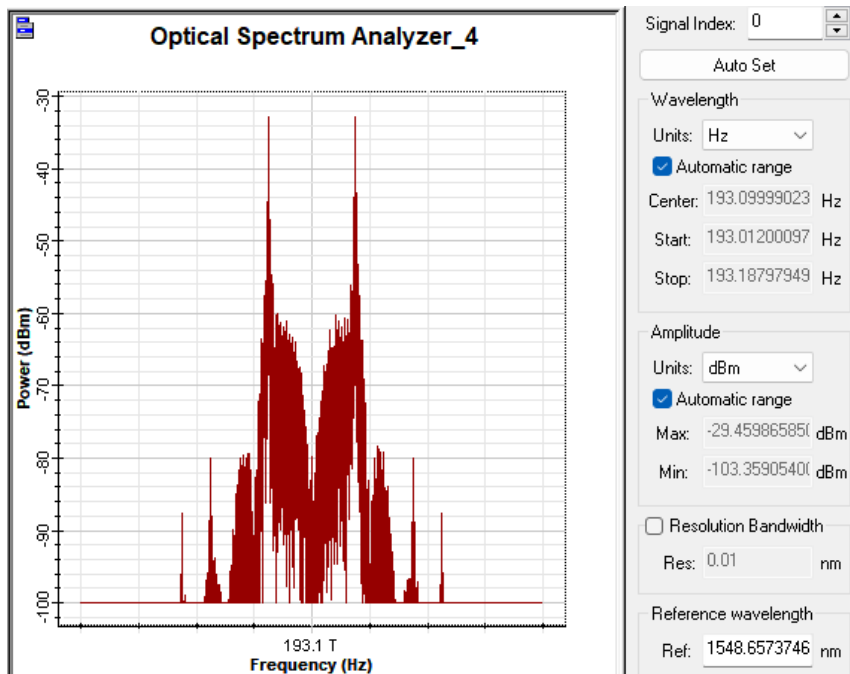 Optical Spectrum Analyzer_4
Power (dBm)
-30
-40
-50
-60
-70
-80
-90
-100
193.1 T
Frequency (Hz)
Signal Index: 0
Auto Set
Wavelength
Units: Hz
Automatic range
Center: 193.09999023 Hz
Start: 193.01200097 Hz
Stop: 193.18797949 Hz
Amplitude
Units: dBm
Automatic range
Max: -29.459865850 dBm
Min: -103.35905400 dBm
Resolution Bandwidth
Res: 0.01 nm
Reference wavelength
Ref: 1548.6573746 nm